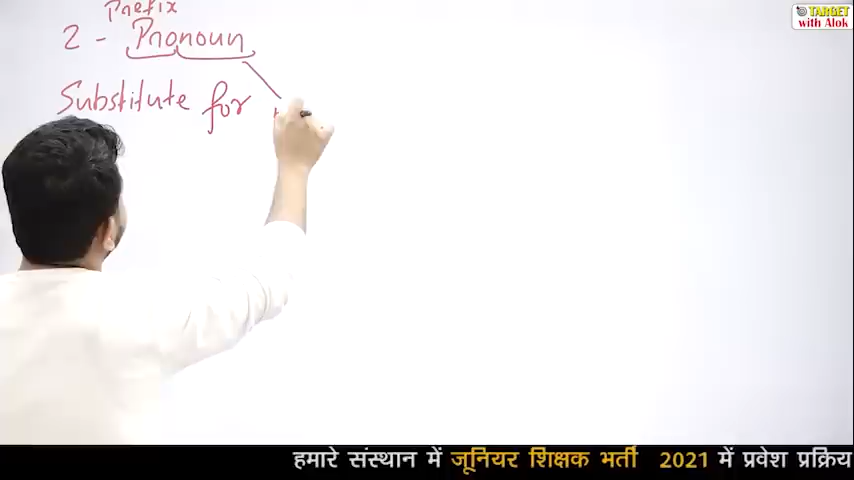 Prefix
2 - Pronoun
Substitute for
TARGET
with Alok
हमारे संस्थान में जूनियर शिक्षक भर्ती 2021 में प्रवेश प्रक्रिय